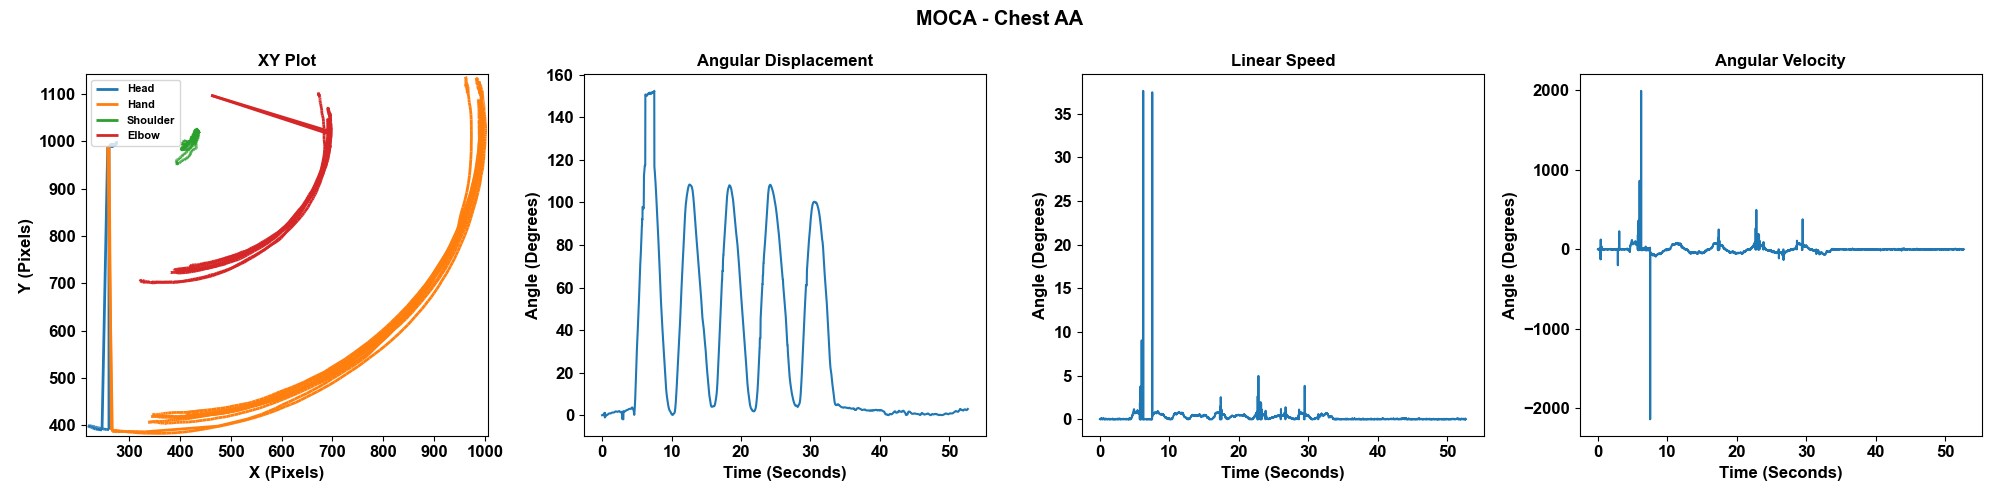 MOCA - Chest AA
XY Plot
Head
Hand
Shoulder
Elbow
1100
1000
900
800
700
600
500
400
300 400 500 600 700 800 900 1000
Y (Pixels)
X (Pixels)
Angular Displacement
160
140
120
100
80
60
40
20
0
0 10 20 30 40 50
Angle (Degrees)
Time (Seconds)
Linear Speed
35
30
25
20
15
10
5
0
0 10 20 30 40 50
Angle (Degrees)
Time (Seconds)
Angular Velocity
2000
1000
0
−1000
−2000
0 10 20 30 40 50
Angle (Degrees)
Time (Seconds)